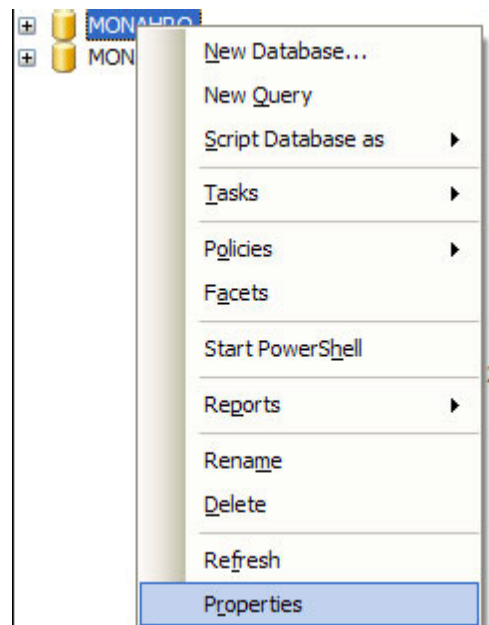 MONAHRQ
MON
New Database...
New Query
Script Database as
Tasks
Policies
Facets
Start PowerShell
Reports
Rename
Delete
Refresh
Properties